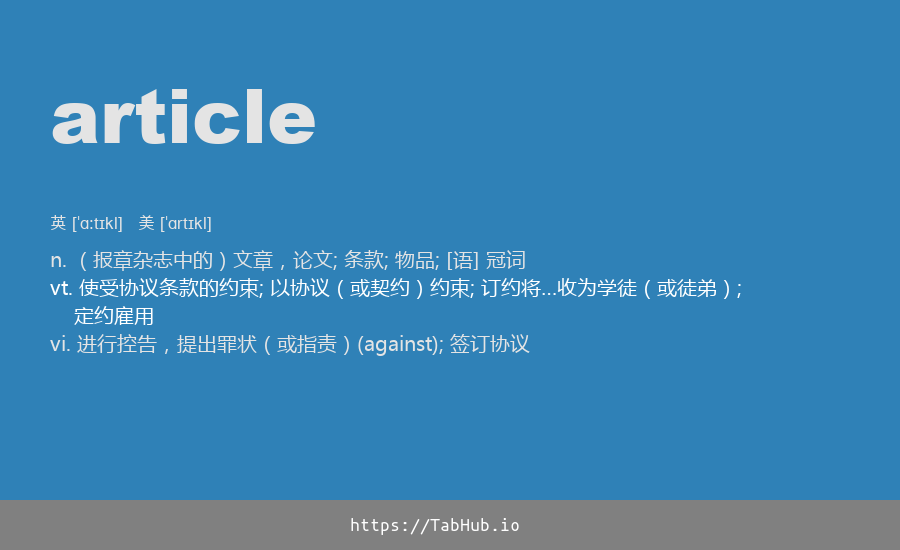 article
英 [ˈɑːtɪkl] 美 [ˈɑrtɪkl]
n. （报章杂志中的）文章，论文; 条款; 物品; [语] 冠词
vt. 使受协议条款的约束; 以协议（或契约）约束; 订约将…收为学徒（或徒弟）;
定约雇用
vi. 进行控告，提出罪状（或指责）(against); 签订协议
https://TabHub.io